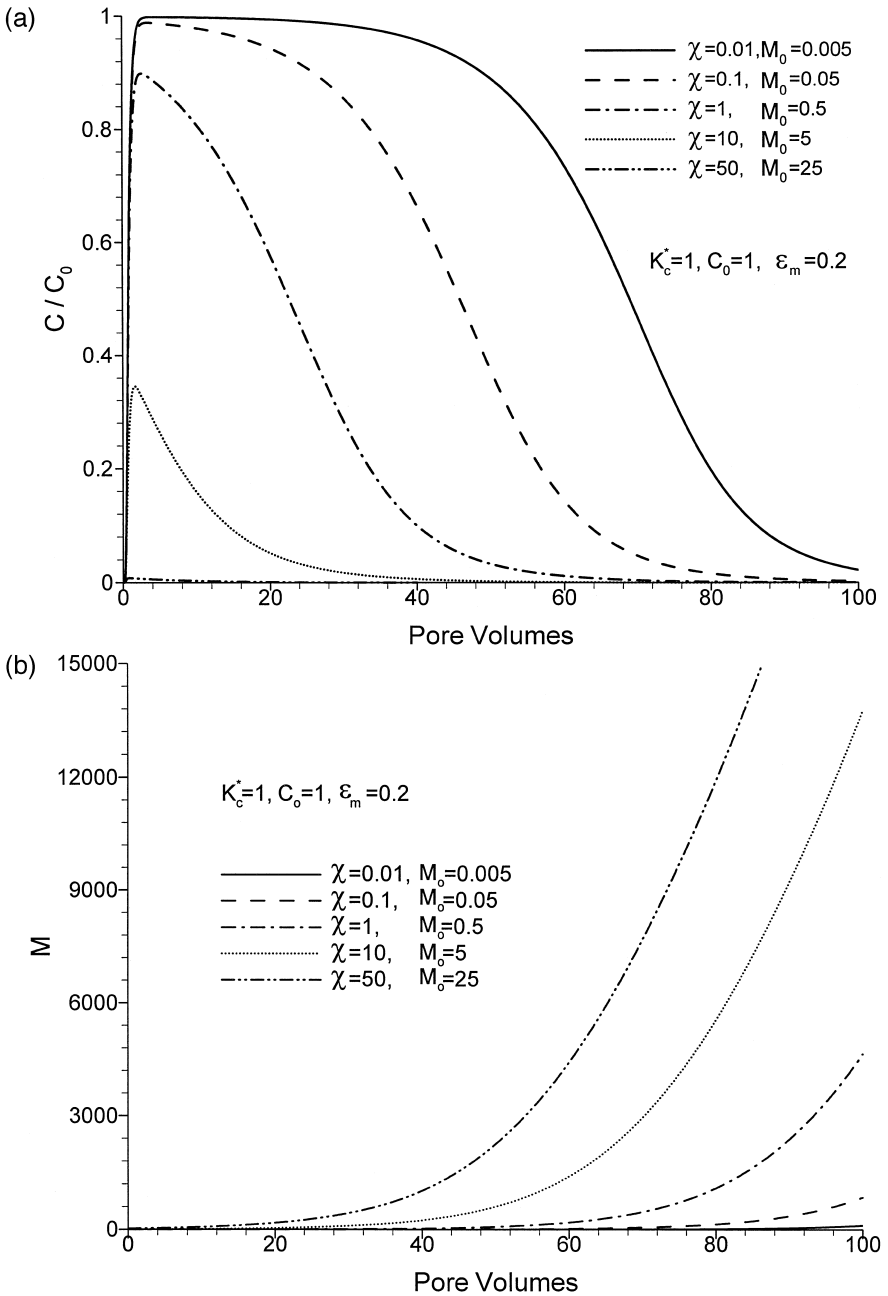 (a)
1
0.8
0.6
0.4
0.2
0
C / C₀
χ=0.01, M₀=0.005
χ=0.1, M₀=0.05
χ=1, M₀=0.5
χ=10, M₀=5
χ=50, M₀=25
K*c=1, C₀=1, εm=0.2
0 20 40 60 80 100
Pore Volumes
(b)
15000
12000
9000
6000
3000
0
M
K*c=1, Co=1, εm=0.2
χ=0.01, Mo=0.005
χ=0.1, Mo=0.05
χ=1, Mo=0.5
χ=10, Mo=5
χ=50, Mo=25
0 20 40 60 80 100
Pore Volumes